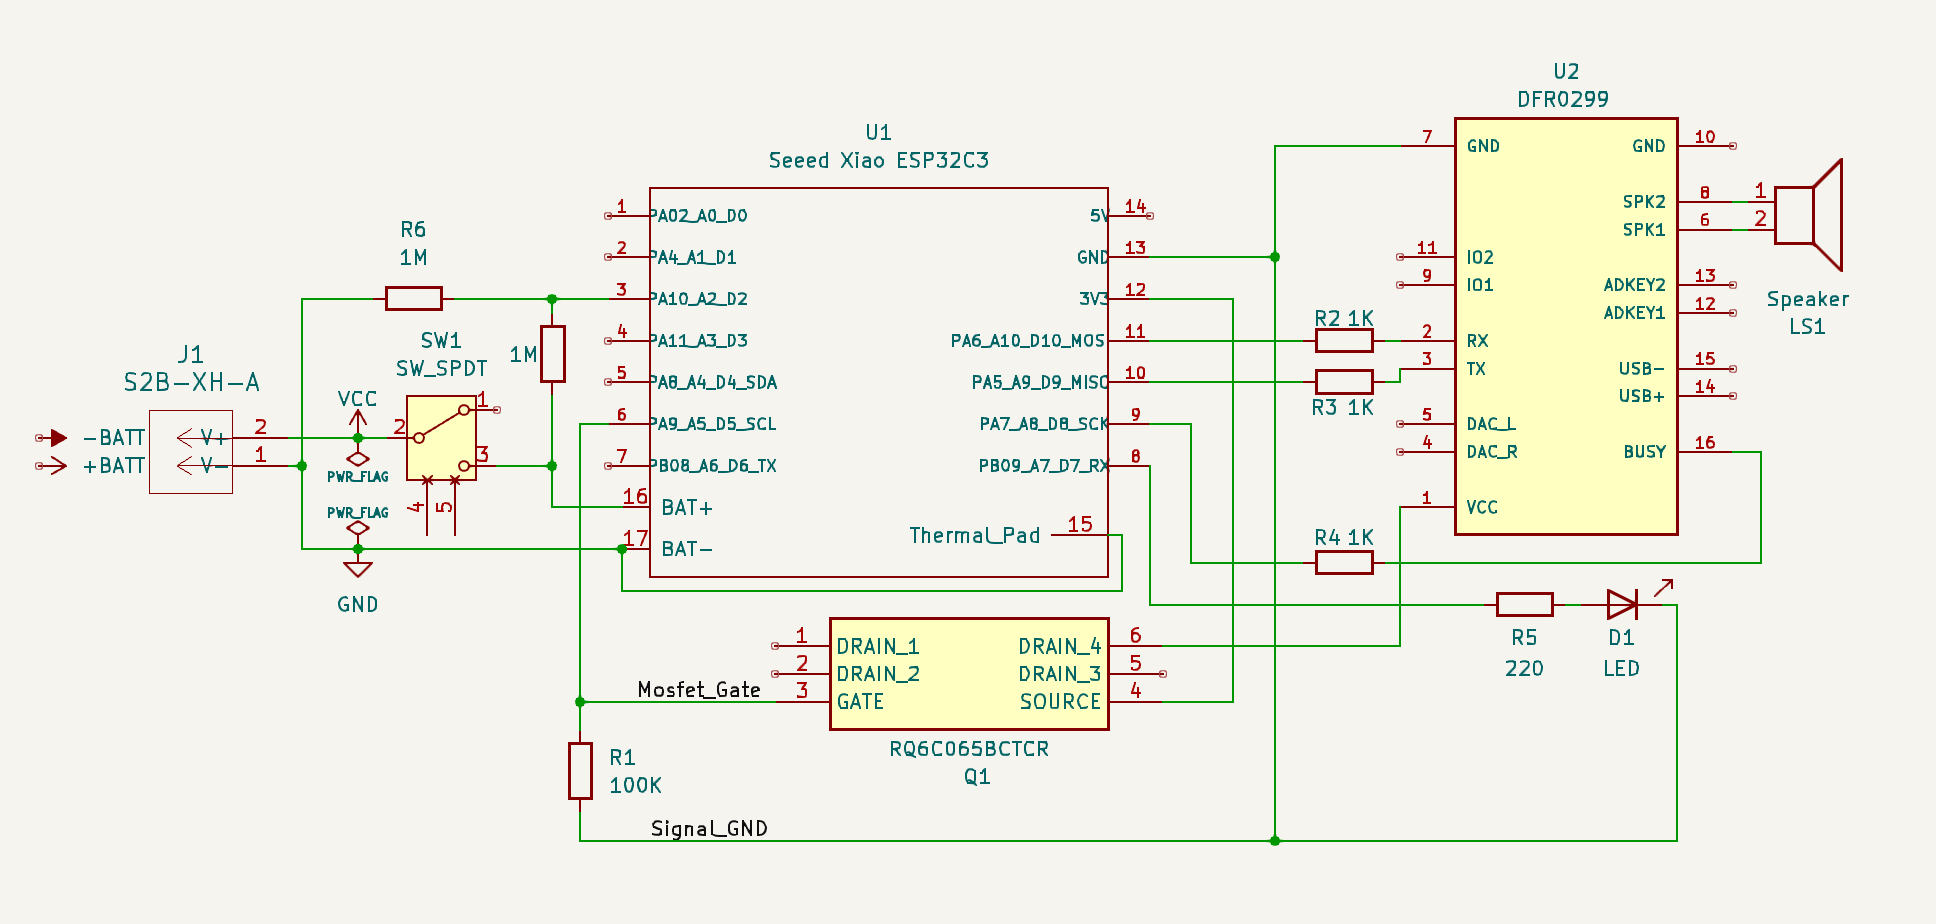 J1
S2B-XH-A
-BATT
+BATT
V+
V-
2
1
VCC
PWR_FLAG
PWR_FLAG
GND
R6
1M
SW1
SW_SPDT
2
1
3
4
5
1M
U1
Seeed Xiao ESP32C3
1
PA02_A0_D0
2
PA4_A1_D1
3
PA10_A2_D2
4
PA11_A3_D3
5
PA8_A4_D4_SDA
6
PA9_A5_D5_SCL
7
PB08_A6_D6_TX
16
BAT+
17
BAT-
5V
14
GND
13
3V3
12
PA6_A10_D10_MOS
11
PA5_A9_D9_MISO
10
PA7_A8_D8_SCK
9
PB09_A7_D7_RX
8
Thermal_Pad
15
R2 1K
R3 1K
R4 1K
U2
DFR0299
7
GND
11
IO2
9
IO1
2
RX
3
TX
5
DAC_L
4
DAC_R
1
VCC
GND
10
SPK2
8
SPK1
6
ADKEY2
13
ADKEY1
12
USB-
15
USB+
14
BUSY
16
1
2
Speaker
LS1
R5
220
D1
LED
1
DRAIN_1
2
DRAIN_2
3
GATE
DRAIN_4
6
DRAIN_3
5
SOURCE
4
RQ6C065BCTCR
Q1
Mosfet_Gate
R1
100K
Signal_GND